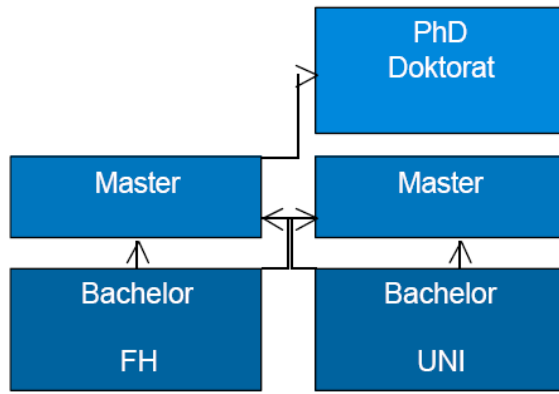 PhD
Doktorat
Master
Master
Bachelor
FH
Bachelor
UNI